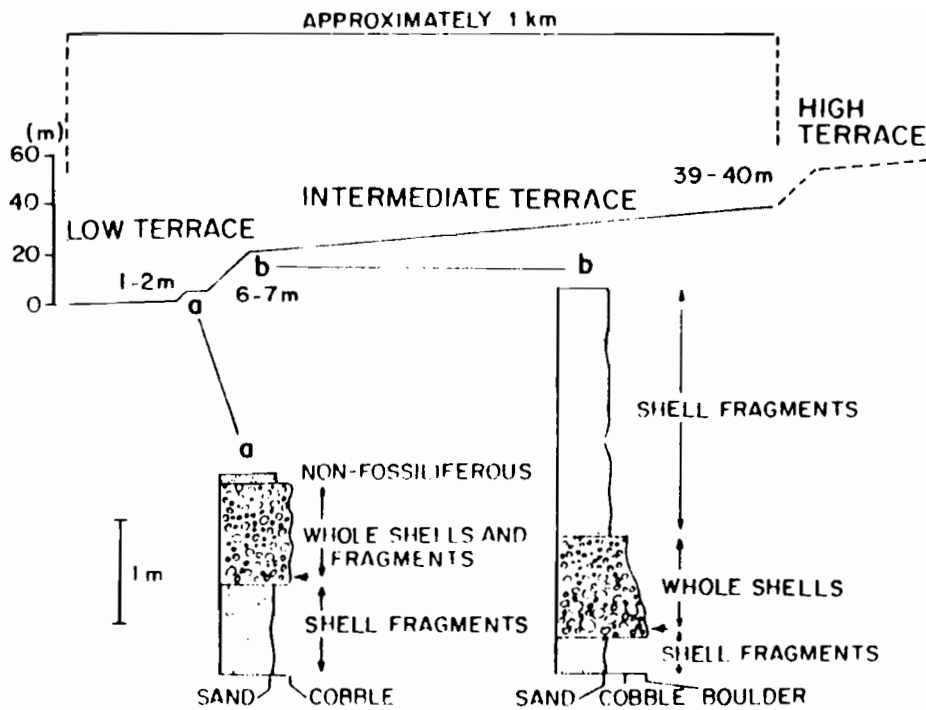 APPROXIMATELY 1 km
HIGH
TERRACE
(m)
60
40
20
0
39-40m
INTERMEDIATE TERRACE
LOW TERRACE
1-2m
b
b
a
6-7m
SHELL FRAGMENTS
a
NON-FOSSILIFEROUS
WHOLE SHELLS AND
FRAGMENTS
1m
SHELL FRAGMENTS
WHOLE SHELLS
SHELL FRAGMENTS
SAND
COBBLE
SAND
COBBLE
BOULDER